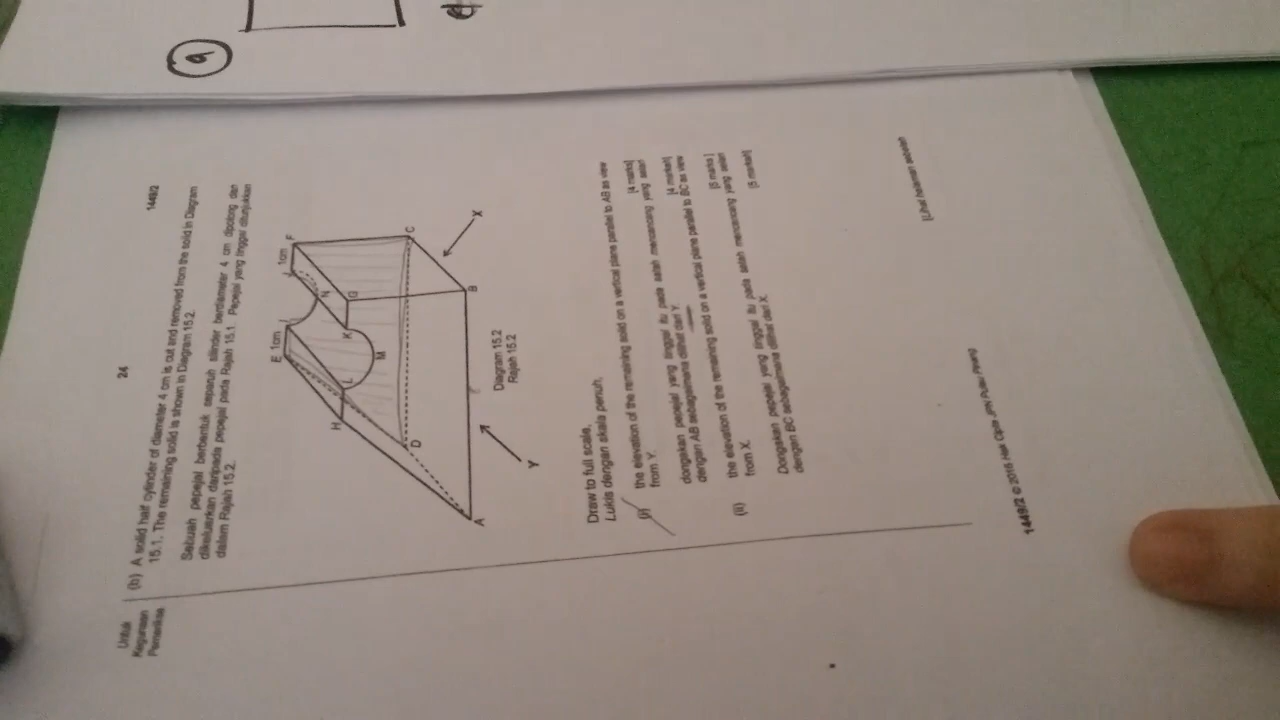 9
Untuk
Kegunaan
Pemeriksa
24
1449/2
(b) A solid half cylinder of diameter 4 cm is cut and removed from the solid in Diagram
15.1. The remaining solid is shown in Diagram 15.2.
Sebuah pepejal berbentuk separuh silinder berdiameter 4 cm dipotong dan
dikeluarkan daripada pepejal pada Rajah 15.1. Pepejal yang tinggal ditunjukkan
dalam Rajah 15.2.
E 1cm J 1cm F
H L K G N
M
D C
A B
X
Y
Diagram 15.2
Rajah 15.2
Draw to full scale,
Lukis dengan skala penuh,
(i) the elevation of the remaining solid on a vertical plane parallel to AB as view
from Y. [4 marks]
dongakan pepejal yang tinggal itu pada satah mencancang yang selari
dengan AB sebagaimana dilihat dari Y. [4 markah]
(ii) the elevation of the remaining solid on a vertical plane parallel to BC as view
from X. [5 marks]
Dongakan pepejal yang tinggal itu pada satah mencancang yang selari
dengan BC sebagaimana dilihat dari X. [5 markah]
[Lihat halaman sebelah
1449/2 © 2016 Hak Cipta JPN Pulau Pinang